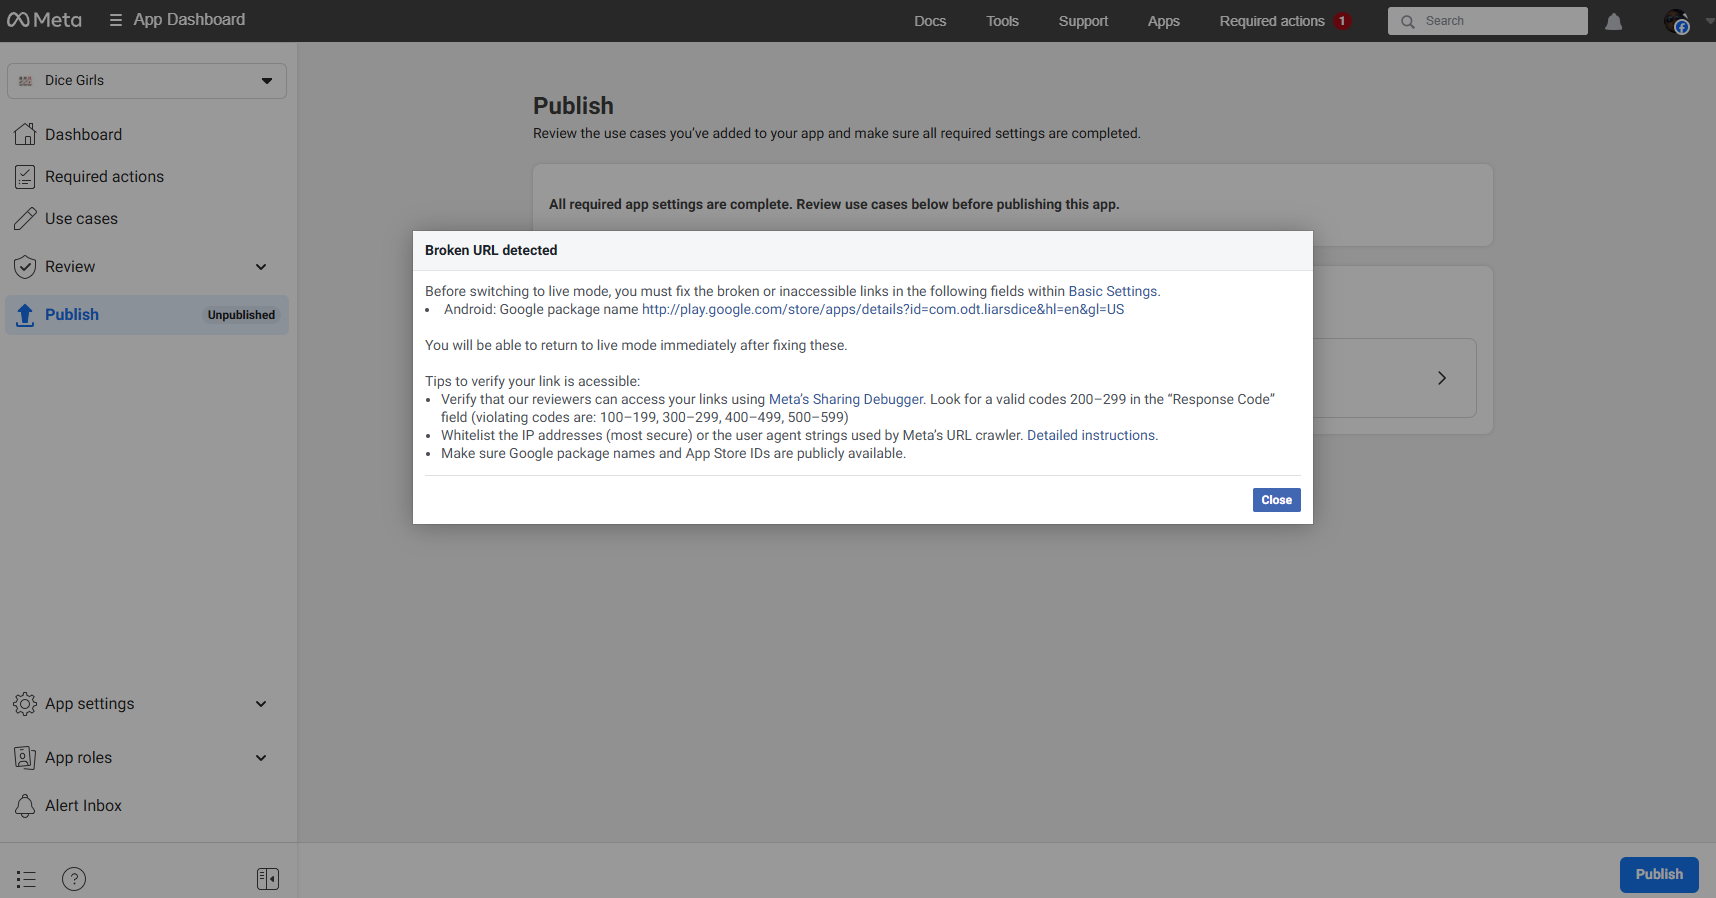 Meta
App Dashboard
Docs
Tools
Support
Apps
Required actions 1
Search
Dice Girls
Dashboard
Required actions
Use cases
Review
Publish
Unpublished
App settings
App roles
Alert Inbox
Publish
Review the use cases you've added to your app and make sure all required settings are completed.
All required app settings are complete. Review use cases below before publishing this app.
Broken URL detected
Before switching to live mode, you must fix the broken or inaccessible links in the following fields within Basic Settings.
• Android: Google package name http://play.google.com/store/apps/details?id=com.odt.liarsdice&hl=en&gl=US
You will be able to return to live mode immediately after fixing these.
Tips to verify your link is acessible:
• Verify that our reviewers can access your links using Meta's Sharing Debugger. Look for a valid codes 200–299 in the “Response Code”
field (violating codes are: 100–199, 300–299, 400–499, 500–599)
• Whitelist the IP addresses (most secure) or the user agent strings used by Meta's URL crawler. Detailed instructions.
• Make sure Google package names and App Store IDs are publicly available.
Close
Publish